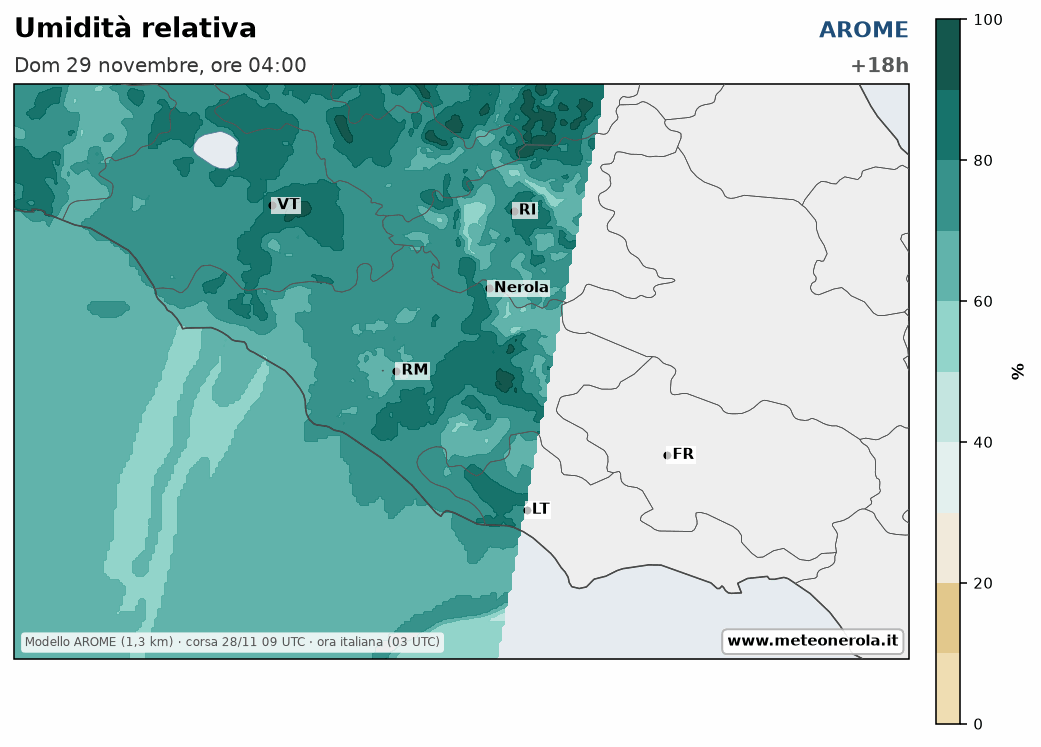 Umidità relativa
AROME
Dom 29 novembre, ore 04:00
+18h
VT
RI
Nerola
RM
FR
LT
Modello AROME (1,3 km) · corsa 28/11 09 UTC · ora italiana (03 UTC)
www.meteonerola.it
100
80
60
40
20
0
%